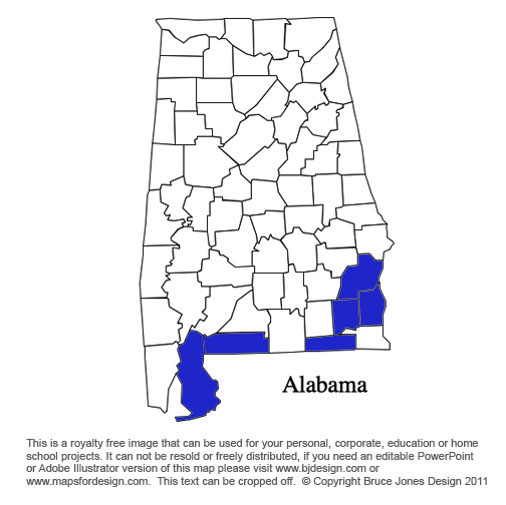 Alabama
This is a royalty free image that can be used for your personal, corporate, education or home
school projects. It can not be resold or freely distributed, if you need an editable PowerPoint
or Adobe Illustrator version of this map please visit www.bjdesign.com or
www.mapsfordesign.com. This text can be cropped off. © Copyright Bruce Jones Design 2011